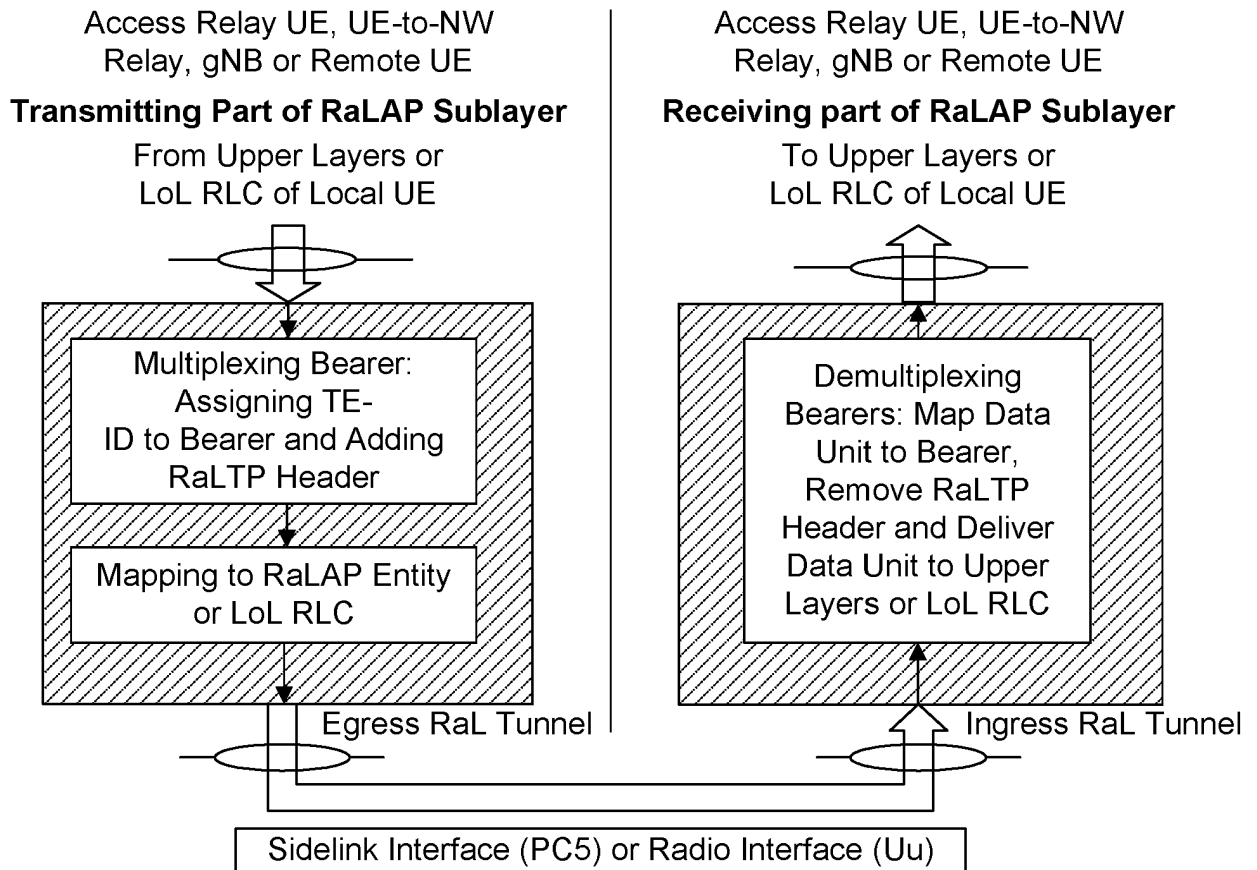 Access Relay UE, UE-to-NW
Relay, gNB or Remote UE
Transmitting Part of RaLAP Sublayer
From Upper Layers or
LoL RLC of Local UE
Multiplexing Bearer:
Assigning TE-
ID to Bearer and Adding
RaLTP Header
Mapping to RaLAP Entity
or LoL RLC
Egress RaL Tunnel
Access Relay UE, UE-to-NW
Relay, gNB or Remote UE
Receiving part of RaLAP Sublayer
To Upper Layers or
LoL RLC of Local UE
Demultiplexing
Bearers: Map Data
Unit to Bearer,
Remove RaLTP
Header and Deliver
Data Unit to Upper
Layers or LoL RLC
Ingress RaL Tunnel
Sidelink Interface (PC5) or Radio Interface (Uu)